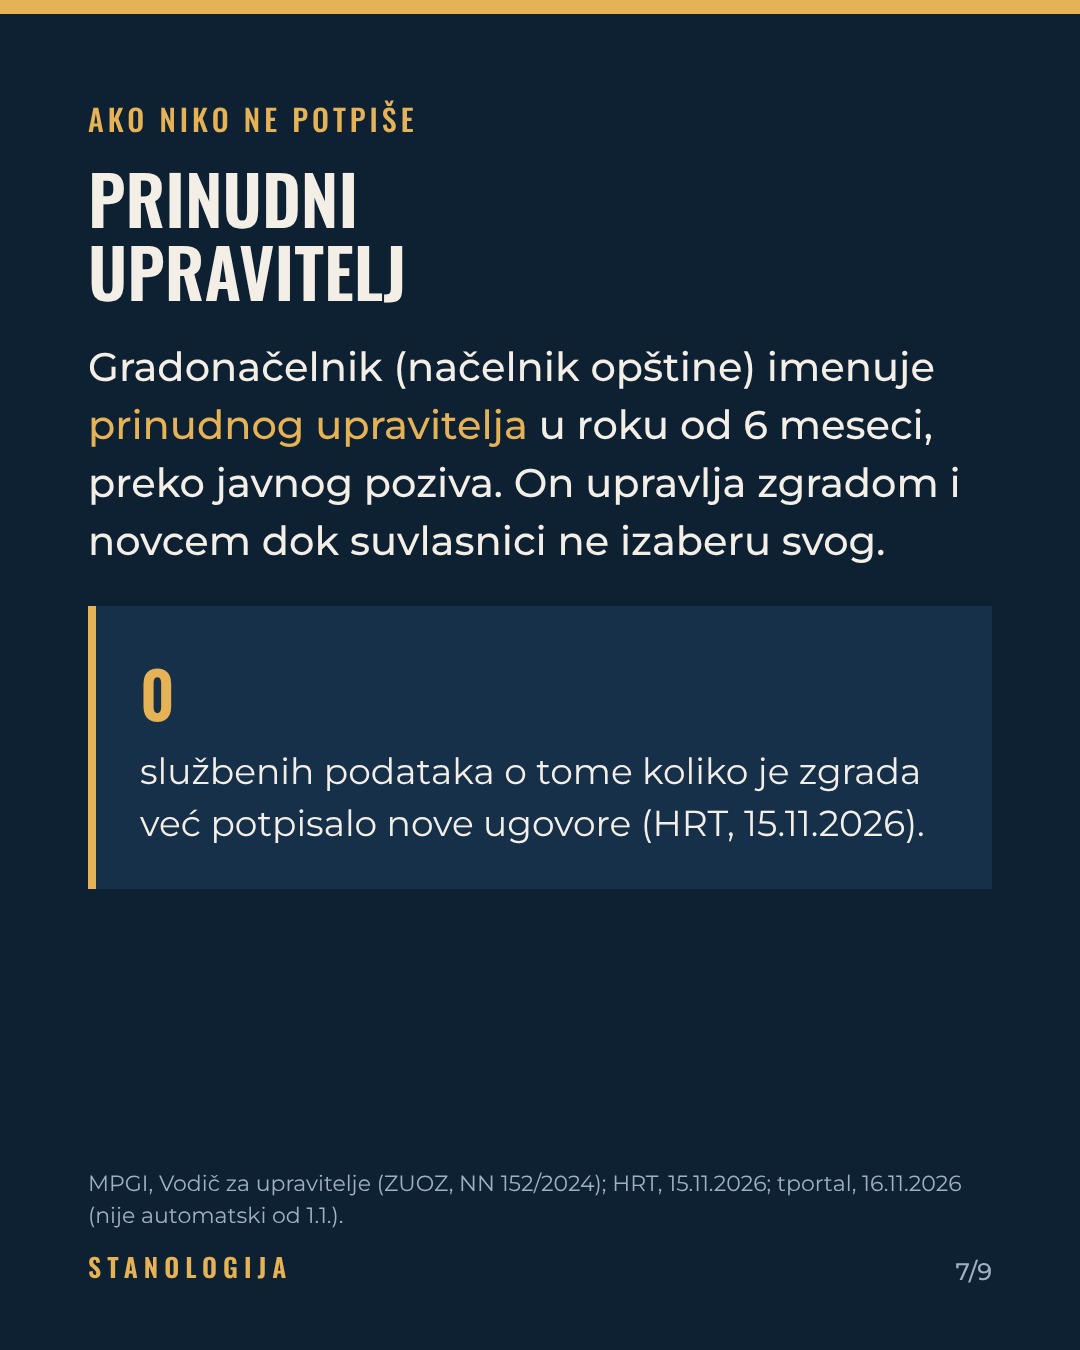 AKO NIKO NE POTPIŠE
PRINUDNI
UPRAVITELJ
Gradonačelnik (načelnik opštine) imenuje
prinudnog upravitelja u roku od 6 meseci,
preko javnog poziva. On upravlja zgradom i
novcem dok suvlasnici ne izaberu svog.
0
službenih podataka o tome koliko je zgrada
već potpisalo nove ugovore (HRT, 15.11.2026).
MPGI, Vodič za upravitelje (ZUOZ, NN 152/2024); HRT, 15.11.2026; tportal, 16.11.2026
(nije automatski od 1.1.).
STANOLOGIJA
7/9